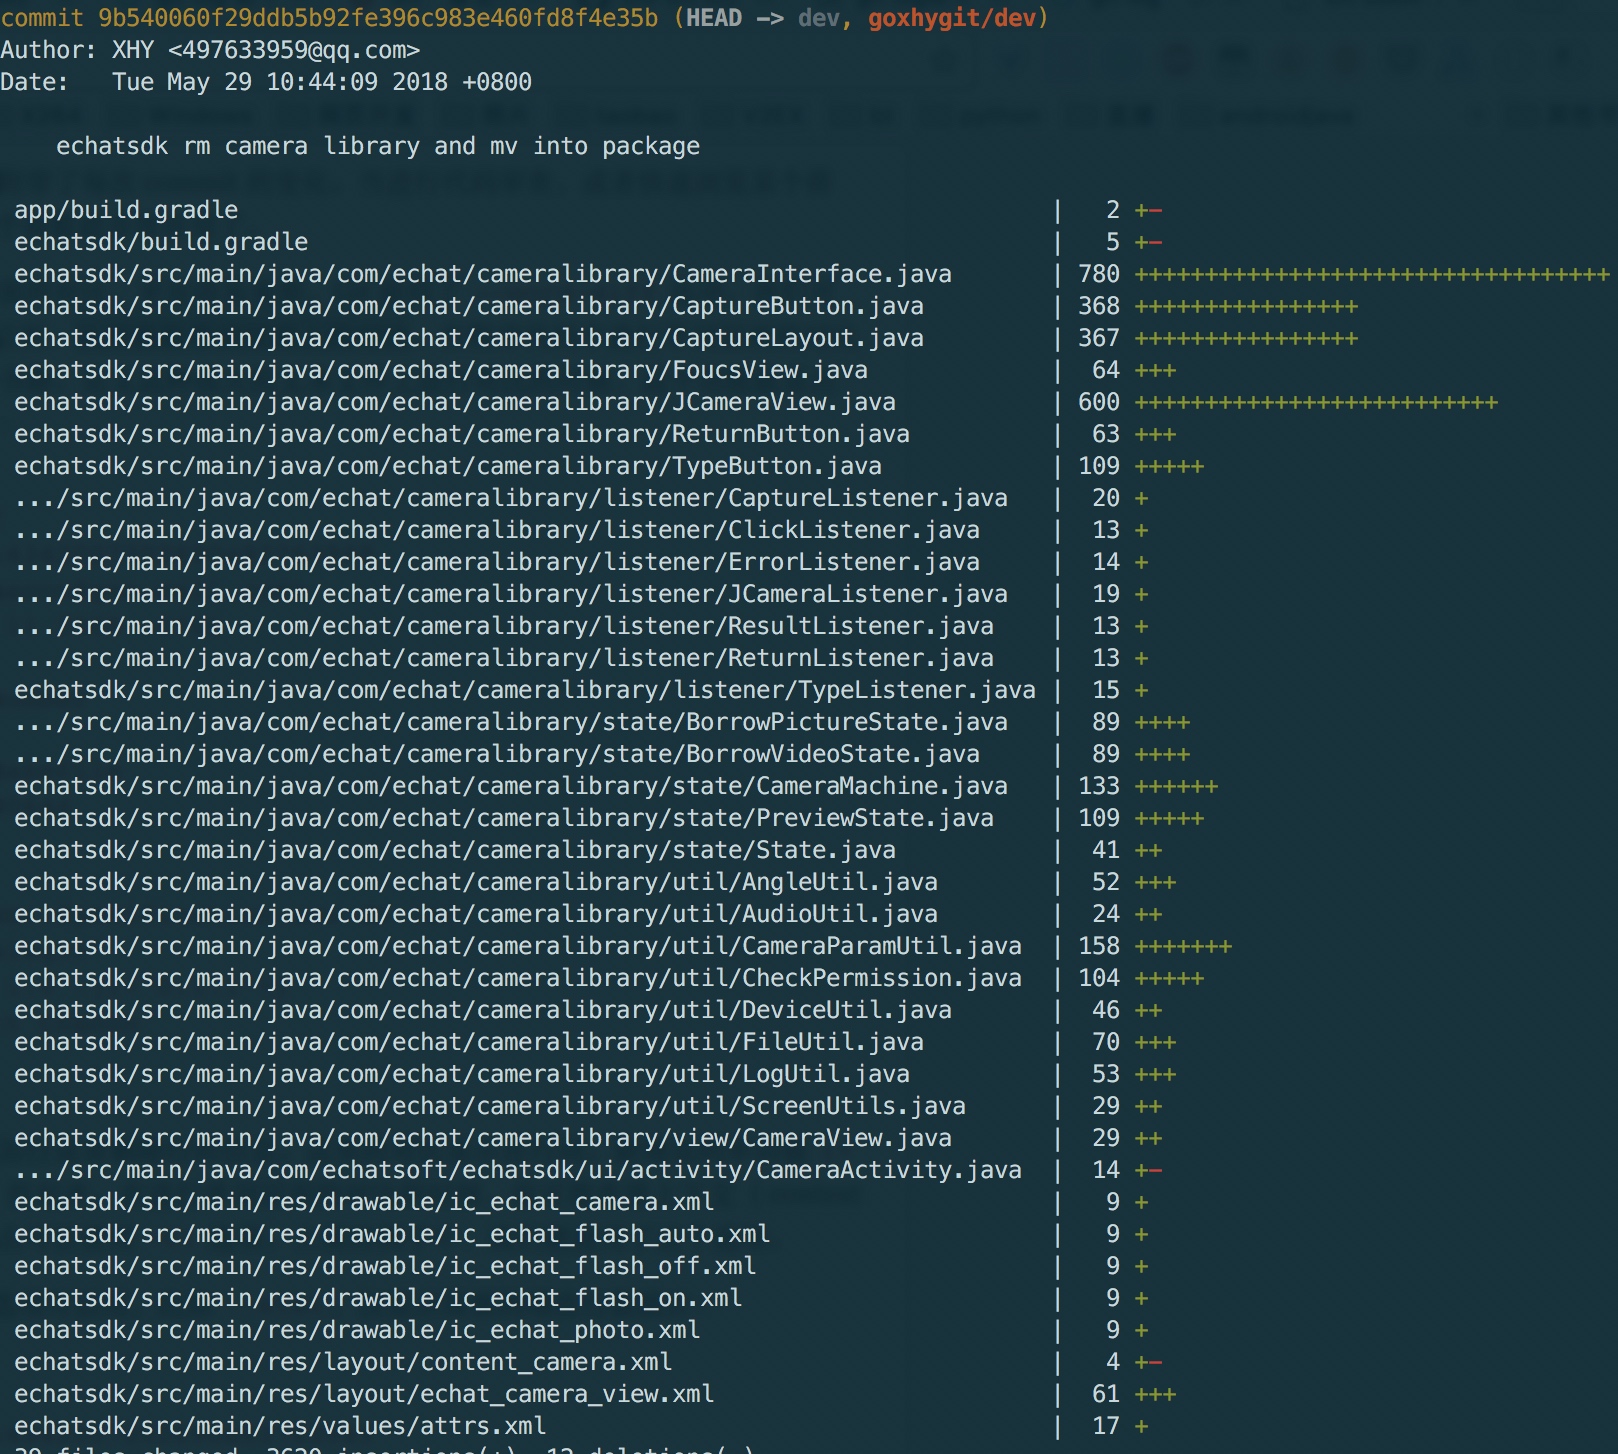 commit 9b540060f29ddb5b92fe396c983e460fd8f4e35b (HEAD -> dev, goxhygit/dev)
Author: XHY <497633959@qq.com>
Date:   Tue May 29 10:44:09 2018 +0800
echatsdk rm camera library and mv into package
app/build.gradle | 2 +-
echatsdk/build.gradle | 5 +-
echatsdk/src/main/java/com/echat/cameralibrary/CameraInterface.java | 780 ++++++++++++++++++++++++++++++++++
echatsdk/src/main/java/com/echat/cameralibrary/CaptureButton.java | 368 ++++++++++++++++
echatsdk/src/main/java/com/echat/cameralibrary/CaptureLayout.java | 367 ++++++++++++++++
echatsdk/src/main/java/com/echat/cameralibrary/FoucsView.java | 64 +++
echatsdk/src/main/java/com/echat/cameralibrary/JCameraView.java | 600 ++++++++++++++++++++++++++
echatsdk/src/main/java/com/echat/cameralibrary/ReturnButton.java | 63 +++
echatsdk/src/main/java/com/echat/cameralibrary/TypeButton.java | 109 +++++
.../src/main/java/com/echat/cameralibrary/listener/CaptureListener.java | 20 +
.../src/main/java/com/echat/cameralibrary/listener/ClickListener.java | 13 +
.../src/main/java/com/echat/cameralibrary/listener/ErrorListener.java | 14 +
.../src/main/java/com/echat/cameralibrary/listener/JCameraListener.java | 19 +
.../src/main/java/com/echat/cameralibrary/listener/ResultListener.java | 13 +
.../src/main/java/com/echat/cameralibrary/listener/ReturnListener.java | 13 +
echatsdk/src/main/java/com/echat/cameralibrary/listener/TypeListener.java | 15 +
.../src/main/java/com/echat/cameralibrary/state/BorrowPictureState.java | 89 ++++
.../src/main/java/com/echat/cameralibrary/state/BorrowVideoState.java | 89 ++++
echatsdk/src/main/java/com/echat/cameralibrary/state/CameraMachine.java | 133 ++++++
echatsdk/src/main/java/com/echat/cameralibrary/state/PreviewState.java | 109 +++++
echatsdk/src/main/java/com/echat/cameralibrary/state/State.java | 41 ++
echatsdk/src/main/java/com/echat/cameralibrary/util/AngleUtil.java | 52 +++
echatsdk/src/main/java/com/echat/cameralibrary/util/AudioUtil.java | 24 ++
echatsdk/src/main/java/com/echat/cameralibrary/util/CameraParamUtil.java | 158 +++++++
echatsdk/src/main/java/com/echat/cameralibrary/util/CheckPermission.java | 104 +++++
echatsdk/src/main/java/com/echat/cameralibrary/util/DeviceUtil.java | 46 ++
echatsdk/src/main/java/com/echat/cameralibrary/util/FileUtil.java | 70 +++
echatsdk/src/main/java/com/echat/cameralibrary/util/LogUtil.java | 53 +++
echatsdk/src/main/java/com/echat/cameralibrary/util/ScreenUtils.java | 29 ++
echatsdk/src/main/java/com/echat/cameralibrary/view/CameraView.java | 29 ++
.../src/main/java/com/echatsoft/echatsdk/ui/activity/CameraActivity.java | 14 +-
echatsdk/src/main/res/drawable/ic_echat_camera.xml | 9 +
echatsdk/src/main/res/drawable/ic_echat_flash_auto.xml | 9 +
echatsdk/src/main/res/drawable/ic_echat_flash_off.xml | 9 +
echatsdk/src/main/res/drawable/ic_echat_flash_on.xml | 9 +
echatsdk/src/main/res/drawable/ic_echat_photo.xml | 9 +
echatsdk/src/main/res/layout/content_camera.xml | 4 +-
echatsdk/src/main/res/layout/echat_camera_view.xml | 61 +++
echatsdk/src/main/res/values/attrs.xml | 17 +
files changed, insertions(+), deletions(-)